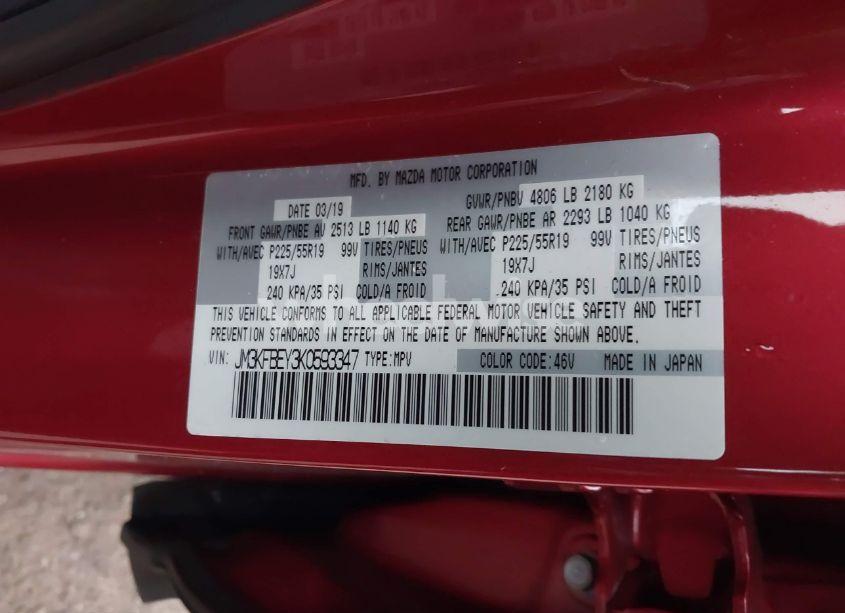 MFD. BY MAZDA MOTOR CORPORATION
DATE 03/19 GVWR/PNBV 4806 LB 2180 KG
FRONT GAWR/PNBE AV 2513 LB 1140 KG REAR GAWR/PNBE AR 2293 LB 1040 KG
WITH/AVEC P225/55R19 99V TIRES/PNEUS WITH/AVEC P225/55R19 99V TIRES/PNEUS
19X7J RIMS/JANTES 19X7J RIMS/JANTES
240 KPA/35 PSI COLD/A FROID 240 KPA/35 PSI COLD/A FROID
THIS VEHICLE CONFORMS TO ALL APPLICABLE FEDERAL MOTOR VEHICLE SAFETY AND THEFT
PREVENTION STANDARDS IN EFFECT ON THE DATE OF MANUFACTURE SHOWN ABOVE.
VIN: JM3KFBEY3K0593347 TYPE:MPV COLOR CODE:46V MADE IN JAPAN